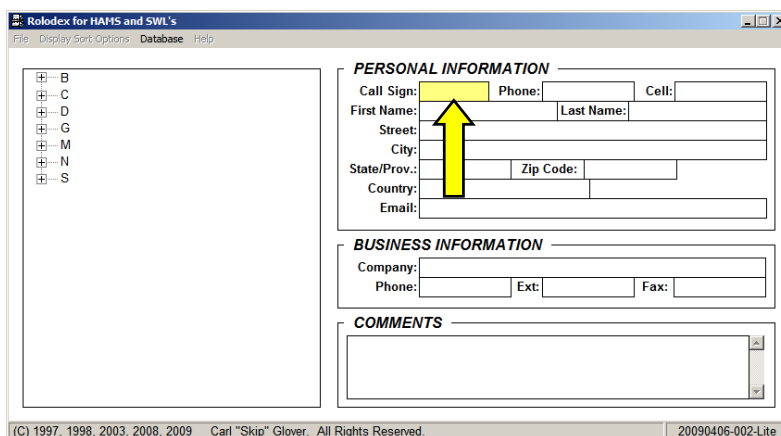 Rolodex for HAMS and SWL's
File Display Sort Options Database Help
B
C
D
G
M
N
S
PERSONAL INFORMATION
Call Sign: Phone: Cell:
First Name: Last Name:
Street:
City:
State/Prov.: Zip Code:
Country:
Email:
BUSINESS INFORMATION
Company:
Phone: Ext: Fax:
COMMENTS
(C) 1997, 1998, 2003, 2008, 2009 Carl "Skip" Glover. All Rights Reserved. 20090406-002-Lite